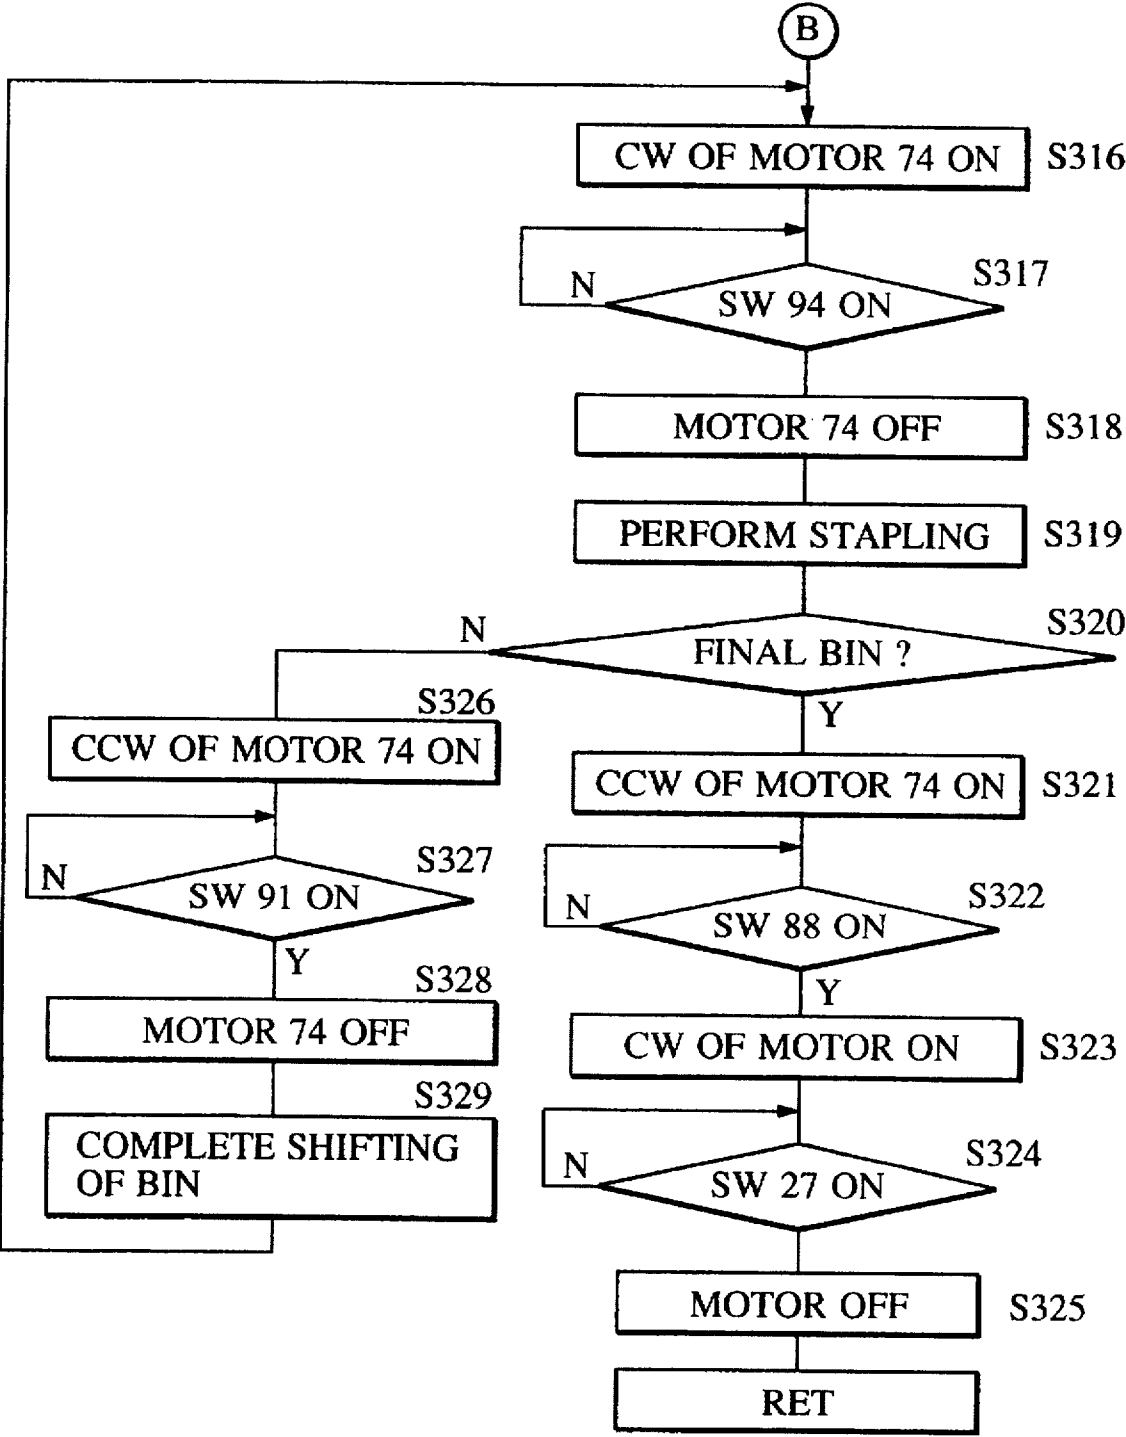 B
CW OF MOTOR 74 ON
S316
S317
N
SW 94 ON
MOTOR 74 OFF
S318
PERFORM STAPLING
S319
N
S320
FINAL BIN ?
Y
S326
CCW OF MOTOR 74 ON
CCW OF MOTOR 74 ON
S321
S327
N
SW 91 ON
Y
S322
N
SW 88 ON
Y
S328
MOTOR 74 OFF
CW OF MOTOR ON
S323
S329
COMPLETE SHIFTING
OF BIN
S324
N
SW 27 ON
MOTOR OFF
S325
RET